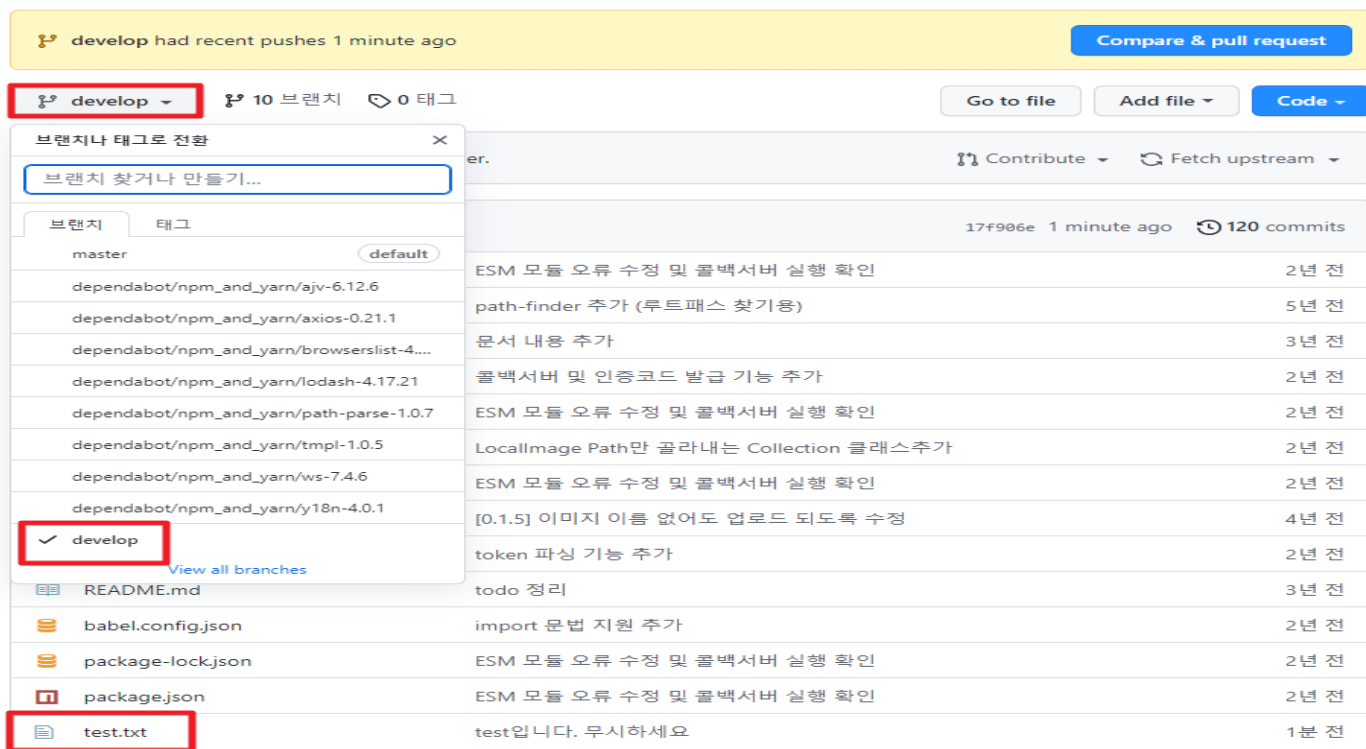 develop had recent pushes 1 minute ago
Compare & pull request
develop
10 브랜치
0 태그
Go to file
Add file
Code
브랜치나 태그로 전환
er.
Contribute
Fetch upstream
브랜치 찾거나 만들기...
브랜치
태그
17f906e 1 minute ago
120 commits
master default
dependabot/npm_and_yarn/ajv-6.12.6
dependabot/npm_and_yarn/axios-0.21.1
dependabot/npm_and_yarn/browserslist-4....
dependabot/npm_and_yarn/lodash-4.17.21
dependabot/npm_and_yarn/path-parse-1.0.7
dependabot/npm_and_yarn/tmpl-1.0.5
dependabot/npm_and_yarn/ws-7.4.6
dependabot/npm_and_yarn/y18n-4.0.1
develop
View all branches
ESM 모듈 오류 수정 및 콜백서버 실행 확인 2년 전
path-finder 추가 (루트패스 찾기용) 5년 전
문서 내용 추가 3년 전
콜백서버 및 인증코드 발급 기능 추가 2년 전
ESM 모듈 오류 수정 및 콜백서버 실행 확인 2년 전
LocalImage Path만 골라내는 Collection 클래스추가 2년 전
ESM 모듈 오류 수정 및 콜백서버 실행 확인 2년 전
[0.1.5] 이미지 이름 없어도 업로드 되도록 수정 4년 전
token 파싱 기능 추가 2년 전
README.md todo 정리 3년 전
babel.config.json import 문법 지원 추가 2년 전
package-lock.json ESM 모듈 오류 수정 및 콜백서버 실행 확인 2년 전
package.json ESM 모듈 오류 수정 및 콜백서버 실행 확인 2년 전
test.txt test입니다. 무시하세요 1분 전